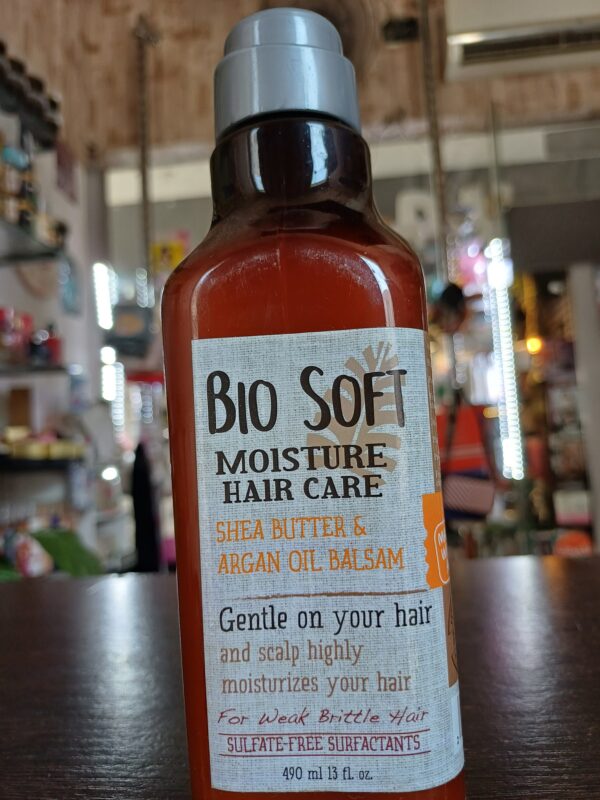 BIO SOFT
MOISTURE
HAIR CARE
SHEA BUTTER &
ARGAN OIL BALSAM
Gentle on your hair
and scalp highly
moisturizes your hair
For Weak Brittle Hair
SULFATE-FREE SURFACTANTS
490 ml 13 fl. oz.